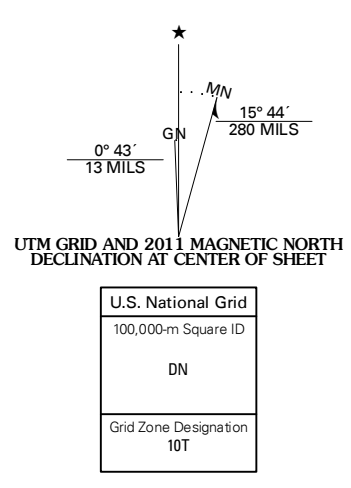 ★
MN
GN
15° 44´
280 MILS
0° 43´
13 MILS
UTM GRID AND 2011 MAGNETIC NORTH
DECLINATION AT CENTER OF SHEET
U.S. National Grid
100,000-m Square ID
DN
Grid Zone Designation
10T